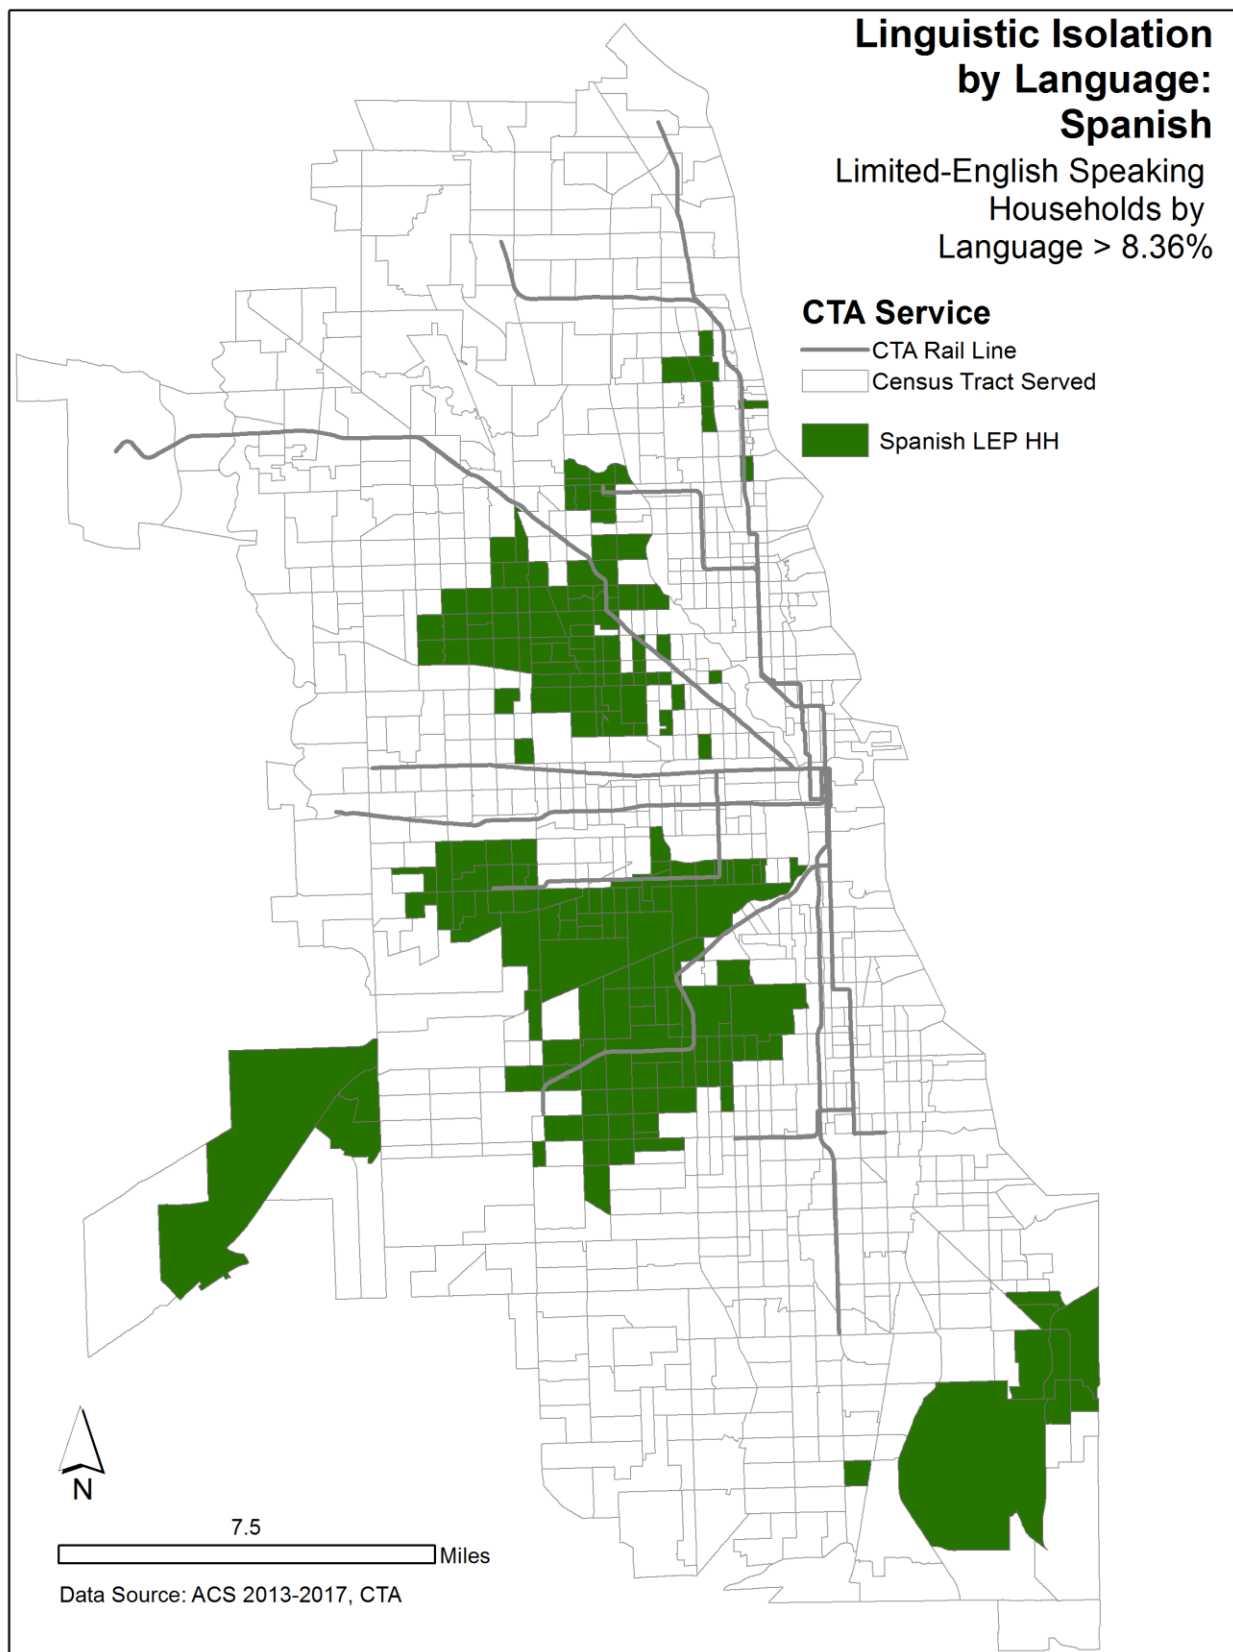 Linguistic Isolation
by Language:
Spanish
Limited-English Speaking
Households by
Language > 8.36%
CTA Service
CTA Rail Line
Census Tract Served
Spanish LEP HH
N
7.5
Miles
Data Source: ACS 2013-2017, CTA